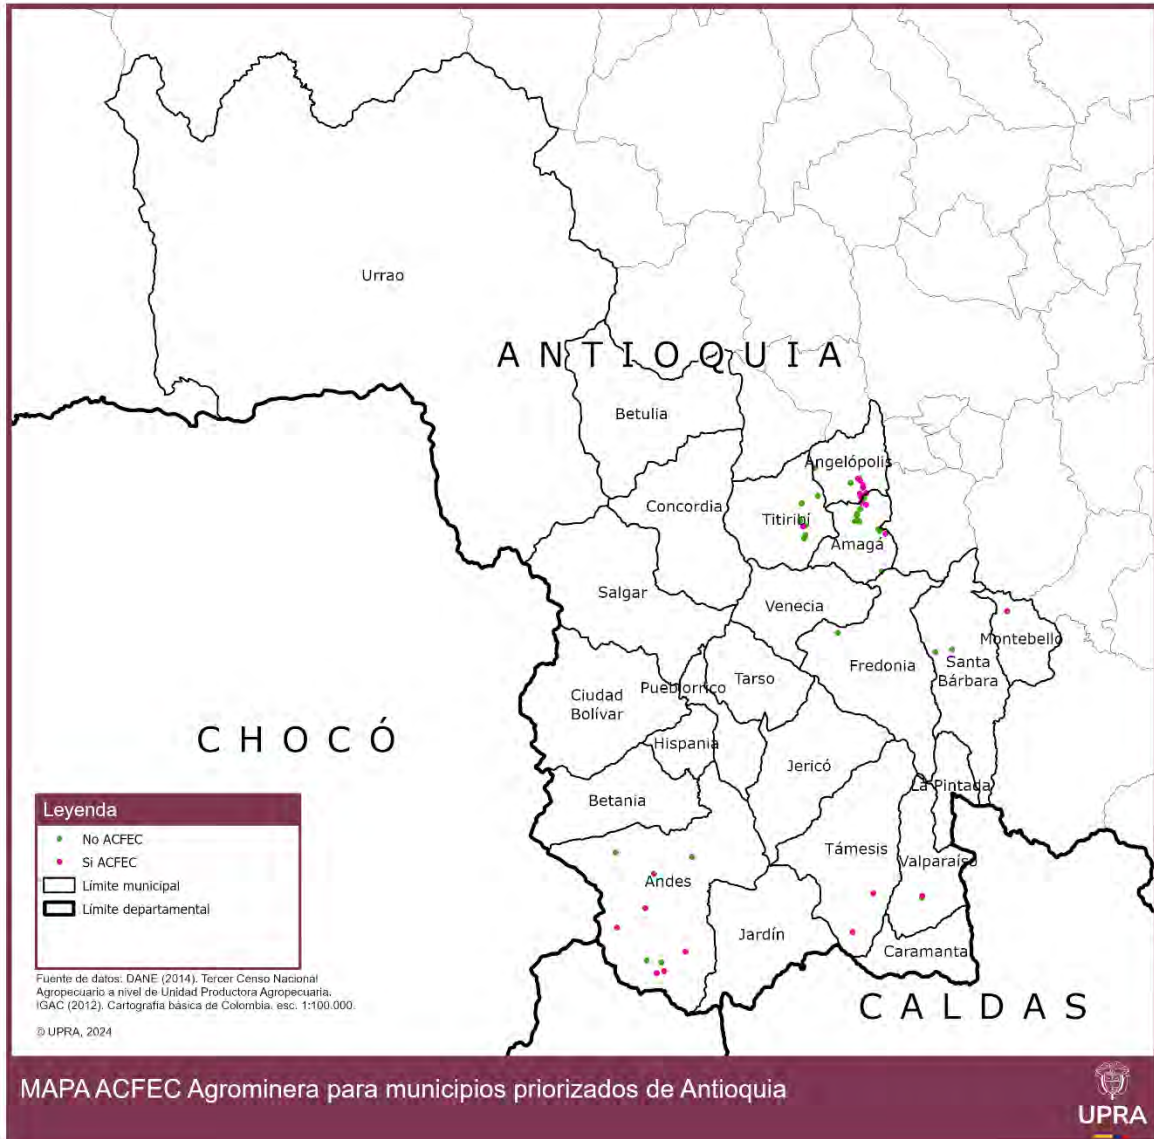 Urrao
ANTIOQUIA
Betulia
Angelópolis
Concordia
Titiribí
Amagá
Salgar
Venecia
Montebello
Fredonia
Santa
Bárbara
Tarso
Pueblorrico
Ciudad
Bolívar
CHOCÓ
Hispania
Jericó
La Pintada
Betania
Leyenda
No ACFEC
Si ACFEC
Límite municipal
Límite departamental
Támesis
Valparaíso
Andes
Jardín
Caramanta
Fuente de datos: DANE (2014). Tercer Censo Nacional
Agropecuario a nivel de Unidad Productora Agropecuaria.
IGAC (2012). Cartografía básica de Colombia. esc. 1:100.000.
© UPRA, 2024
CALDAS
MAPA ACFEC Agrominera para municipios priorizados de Antioquia
UPRA